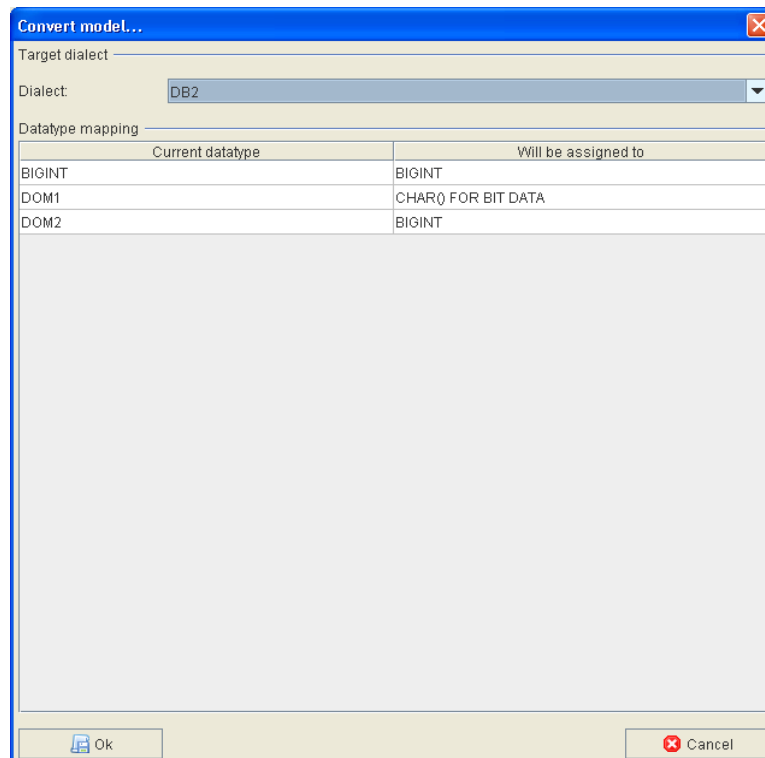 Convert model...
Target dialect
Dialect: DB2
Datatype mapping
Current datatype Will be assigned to
BIGINT BIGINT
DOM1 CHAR() FOR BIT DATA
DOM2 BIGINT
Ok Cancel